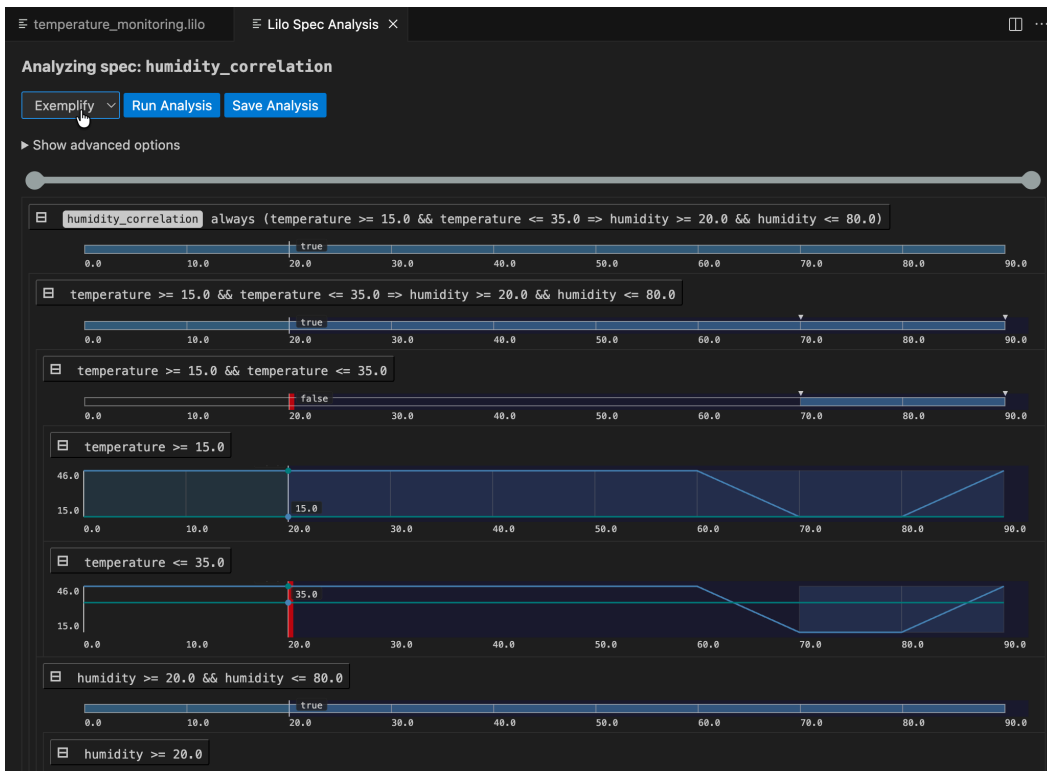 temperature_monitoring.lilo
Lilo Spec Analysis
Analyzing spec: humidity_correlation
Exemplify Run Analysis Save Analysis
Show advanced options
humidity_correlation always (temperature >= 15.0 && temperature <= 35.0 => humidity >= 20.0 && humidity <= 80.0)
true
0.0 10.0 20.0 30.0 40.0 50.0 60.0 70.0 80.0 90.0
temperature >= 15.0 && temperature <= 35.0 => humidity >= 20.0 && humidity <= 80.0
true
0.0 10.0 20.0 30.0 40.0 50.0 60.0 70.0 80.0 90.0
temperature >= 15.0 && temperature <= 35.0
false
0.0 10.0 20.0 30.0 40.0 50.0 60.0 70.0 80.0 90.0
temperature >= 15.0
46.0
15.0 15.0
0.0 10.0 20.0 30.0 40.0 50.0 60.0 70.0 80.0 90.0
temperature <= 35.0
46.0 35.0
15.0
0.0 10.0 20.0 30.0 40.0 50.0 60.0 70.0 80.0 90.0
humidity >= 20.0 && humidity <= 80.0
true
0.0 10.0 20.0 30.0 40.0 50.0 60.0 70.0 80.0 90.0
humidity >= 20.0